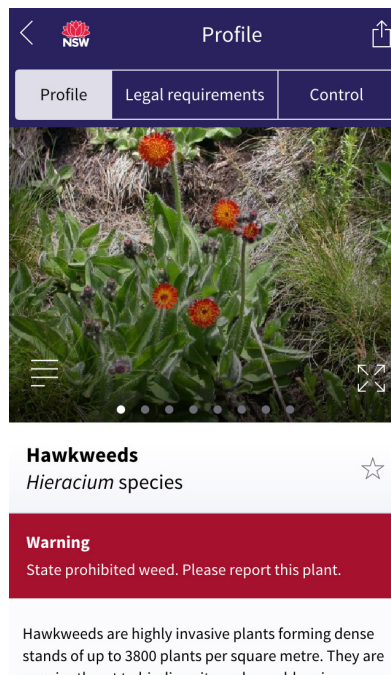 NSW
Profile
Profile
Legal requirements
Control
Hawkweeds
Hieracium species
Warning
State prohibited weed. Please report this plant.
Hawkweeds are highly invasive plants forming dense
stands of up to 3800 plants per square metre. They are